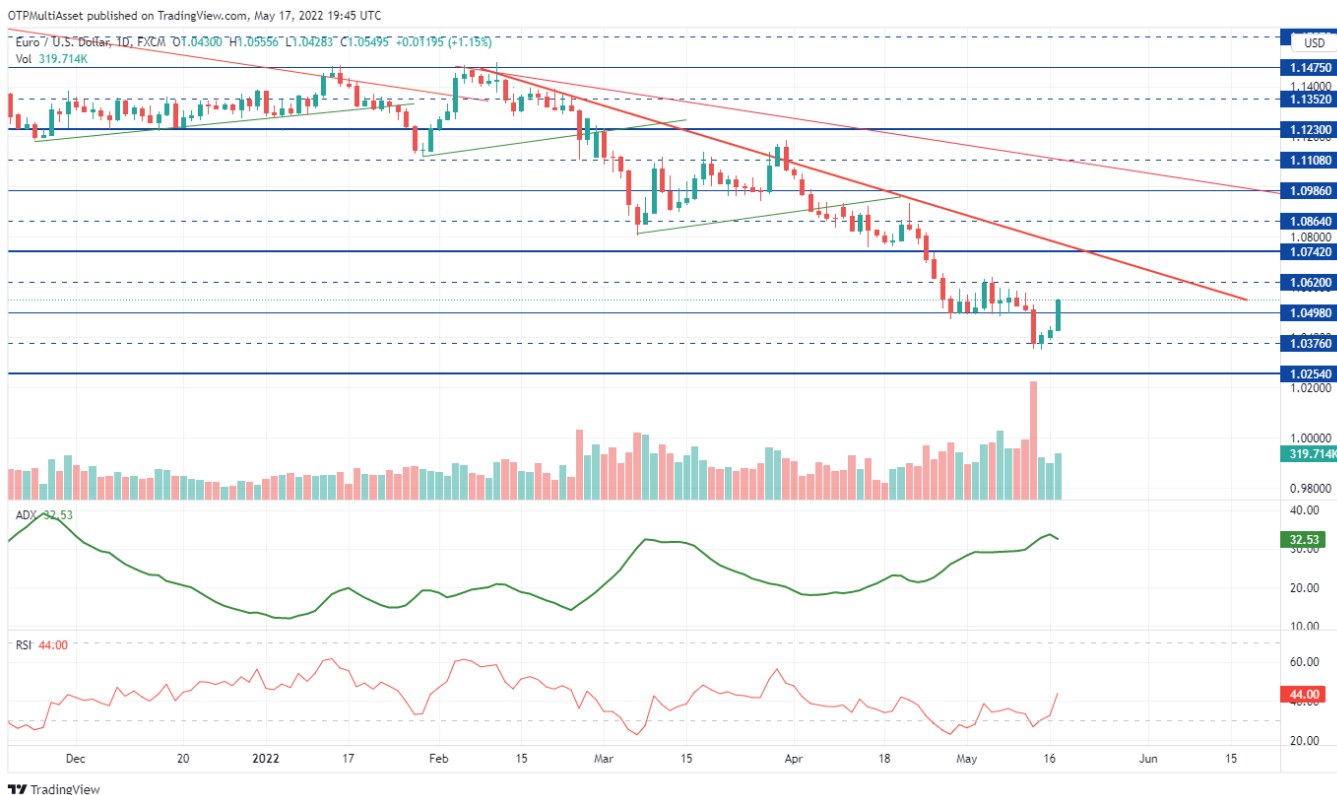 OTPMultiAsset published on TradingView.com, May 17, 2022 19:45 UTC
Euro / U.S. Dollar, 1D, FXCM O1.04300 H1.05556 L1.04283 C1.05495 +0.01195 (+1.15%)
Vol 319.714K
USD
1.14750
1.14000
1.13520
1.12300
1.11080
1.09860
1.08640
1.08000
1.07420
1.06200
1.04980
1.03760
1.02540
1.02000
1.00000
319.714K
0.98000
ADX 32.53
40.00
32.53
30.00
20.00
10.00
RSI 44.00
60.00
44.00
40.00
20.00
Dec 20 2022 17 Feb 14 Mar 15 Apr 18 May 16 Jun 15
TradingView